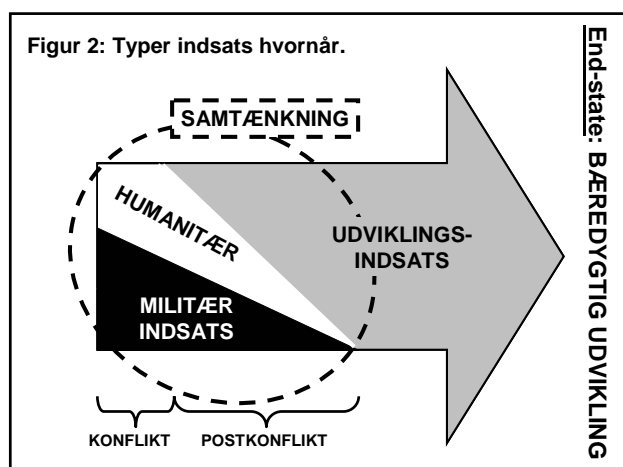 Figur 2: Typer indsats hvornår.
SAMTÆNKNING
HUMANITÆR
UDVIKLINGS-
INDSATS
MILITÆR
INDSATS
KONFLIKT
POSTKONFLIKT
End-state: BÆREDYGTIG UDVIKLING